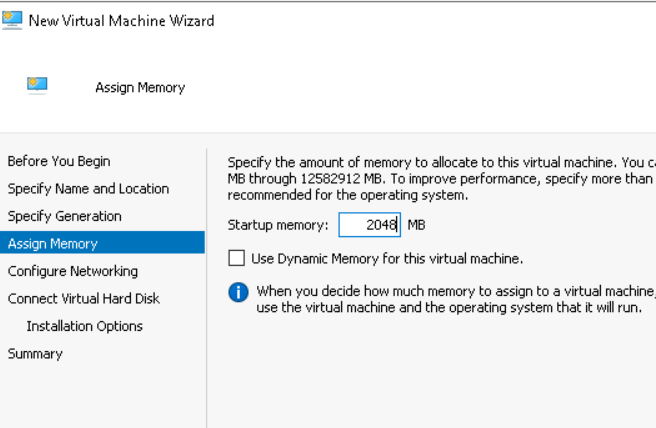 New Virtual Machine Wizard
Assign Memory
Before You Begin
Specify Name and Location
Specify Generation
Assign Memory
Configure Networking
Connect Virtual Hard Disk
Installation Options
Summary
Specify the amount of memory to allocate to this virtual machine. You
MB through 12582912 MB. To improve performance, specify more than
recommended for the operating system.
Startup memory: 2048 MB
Use Dynamic Memory for this virtual machine.
When you decide how much memory to assign to a virtual machine,
use the virtual machine and the operating system that it will run.